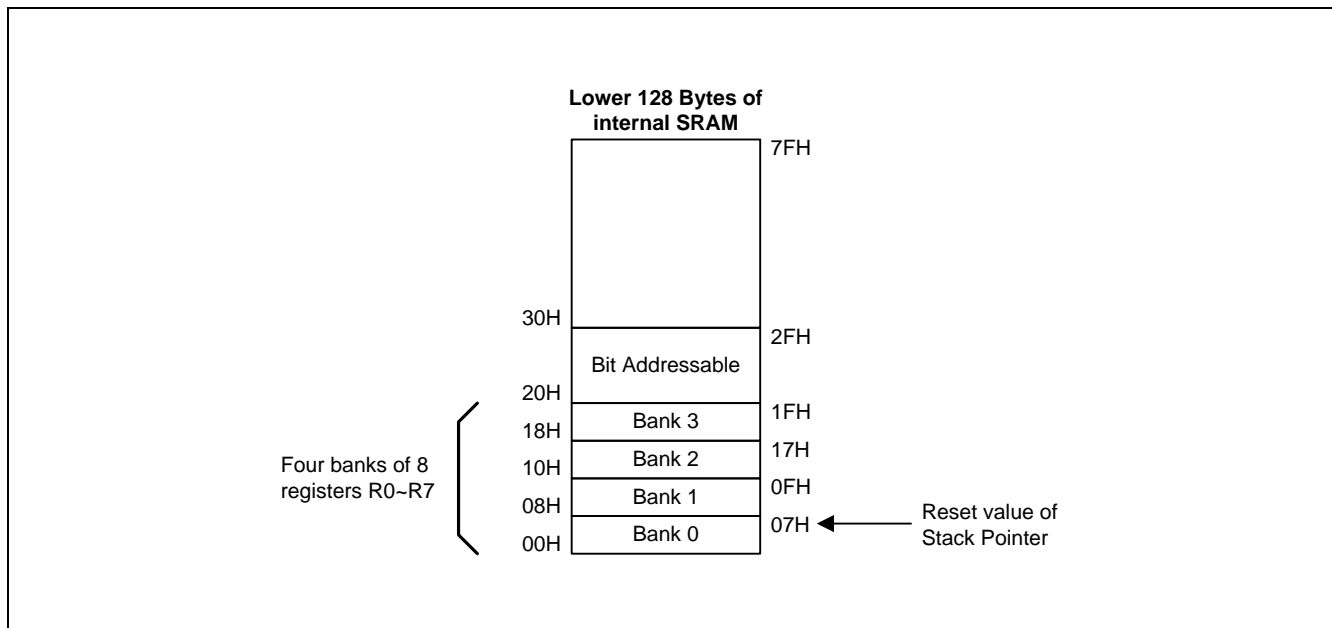 Lower 128 Bytes of
internal SRAM
7FH
30H
2FH
Bit Addressable
20H
1FH
Bank 3
18H
17H
Bank 2
Four banks of 8
registers R0~R7
10H
0FH
Bank 1
08H
07H
Reset value of
Stack Pointer
Bank 0
00H